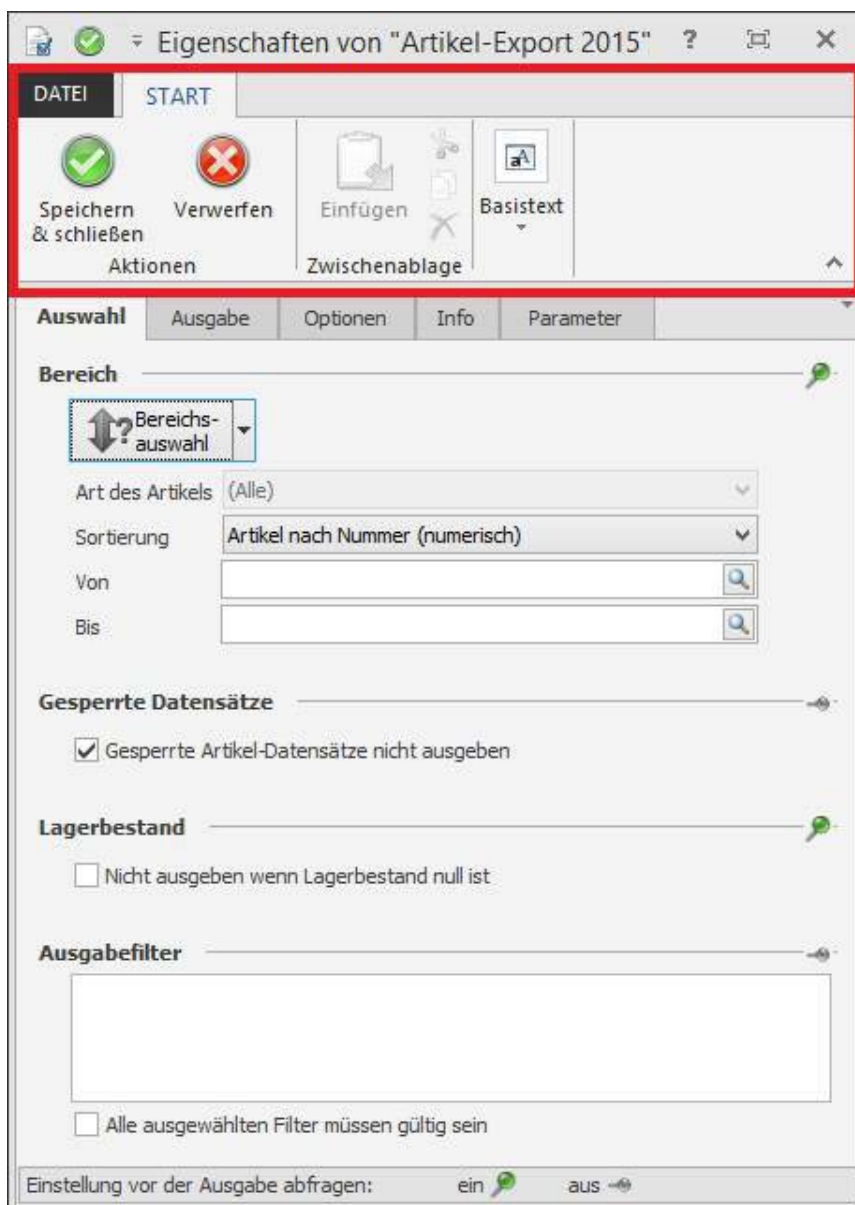 Eigenschaften von "Artikel-Export 2015" ?
DATEI START
Speichern & schließen
Verwerfen
Aktionen
Einfügen
Zwischenablage
aA
Basistext
Auswahl Ausgabe Optionen Info Parameter
Bereich
?
Bereichs-
auswahl
Art des Artikels (Alle)
Sortierung Artikel nach Nummer (numerisch)
Von
Bis
Gesperrte Datensätze
Gesperrte Artikel-Datensätze nicht ausgeben
Lagerbestand
Nicht ausgeben wenn Lagerbestand null ist
Ausgabefilter
Alle ausgewählten Filter müssen gültig sein
Einstellung vor der Ausgabe abfragen: ein aus